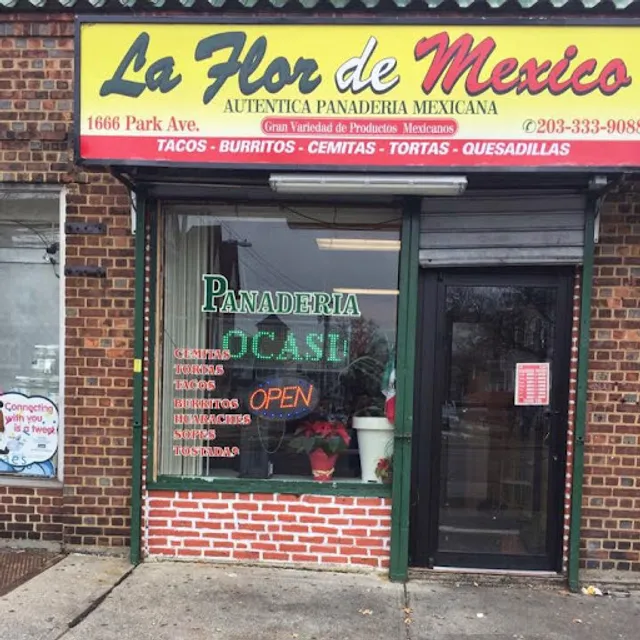 La Flor de Mexico
AUTENTICA PANADERIA MEXICANA
1666 Park Ave.
Gran Variedad de Productos Mexicanos
✆203-333-9088
TACOS - BURRITOS - CEMITAS - TORTAS - QUESADILLAS
PANADERIA
OCASI
CEMITAS
TORTAS
TACOS
BURRITOS
HUARACHES
SOPES
TOSTADAS
OPEN
Connecting
with you
is a tweet